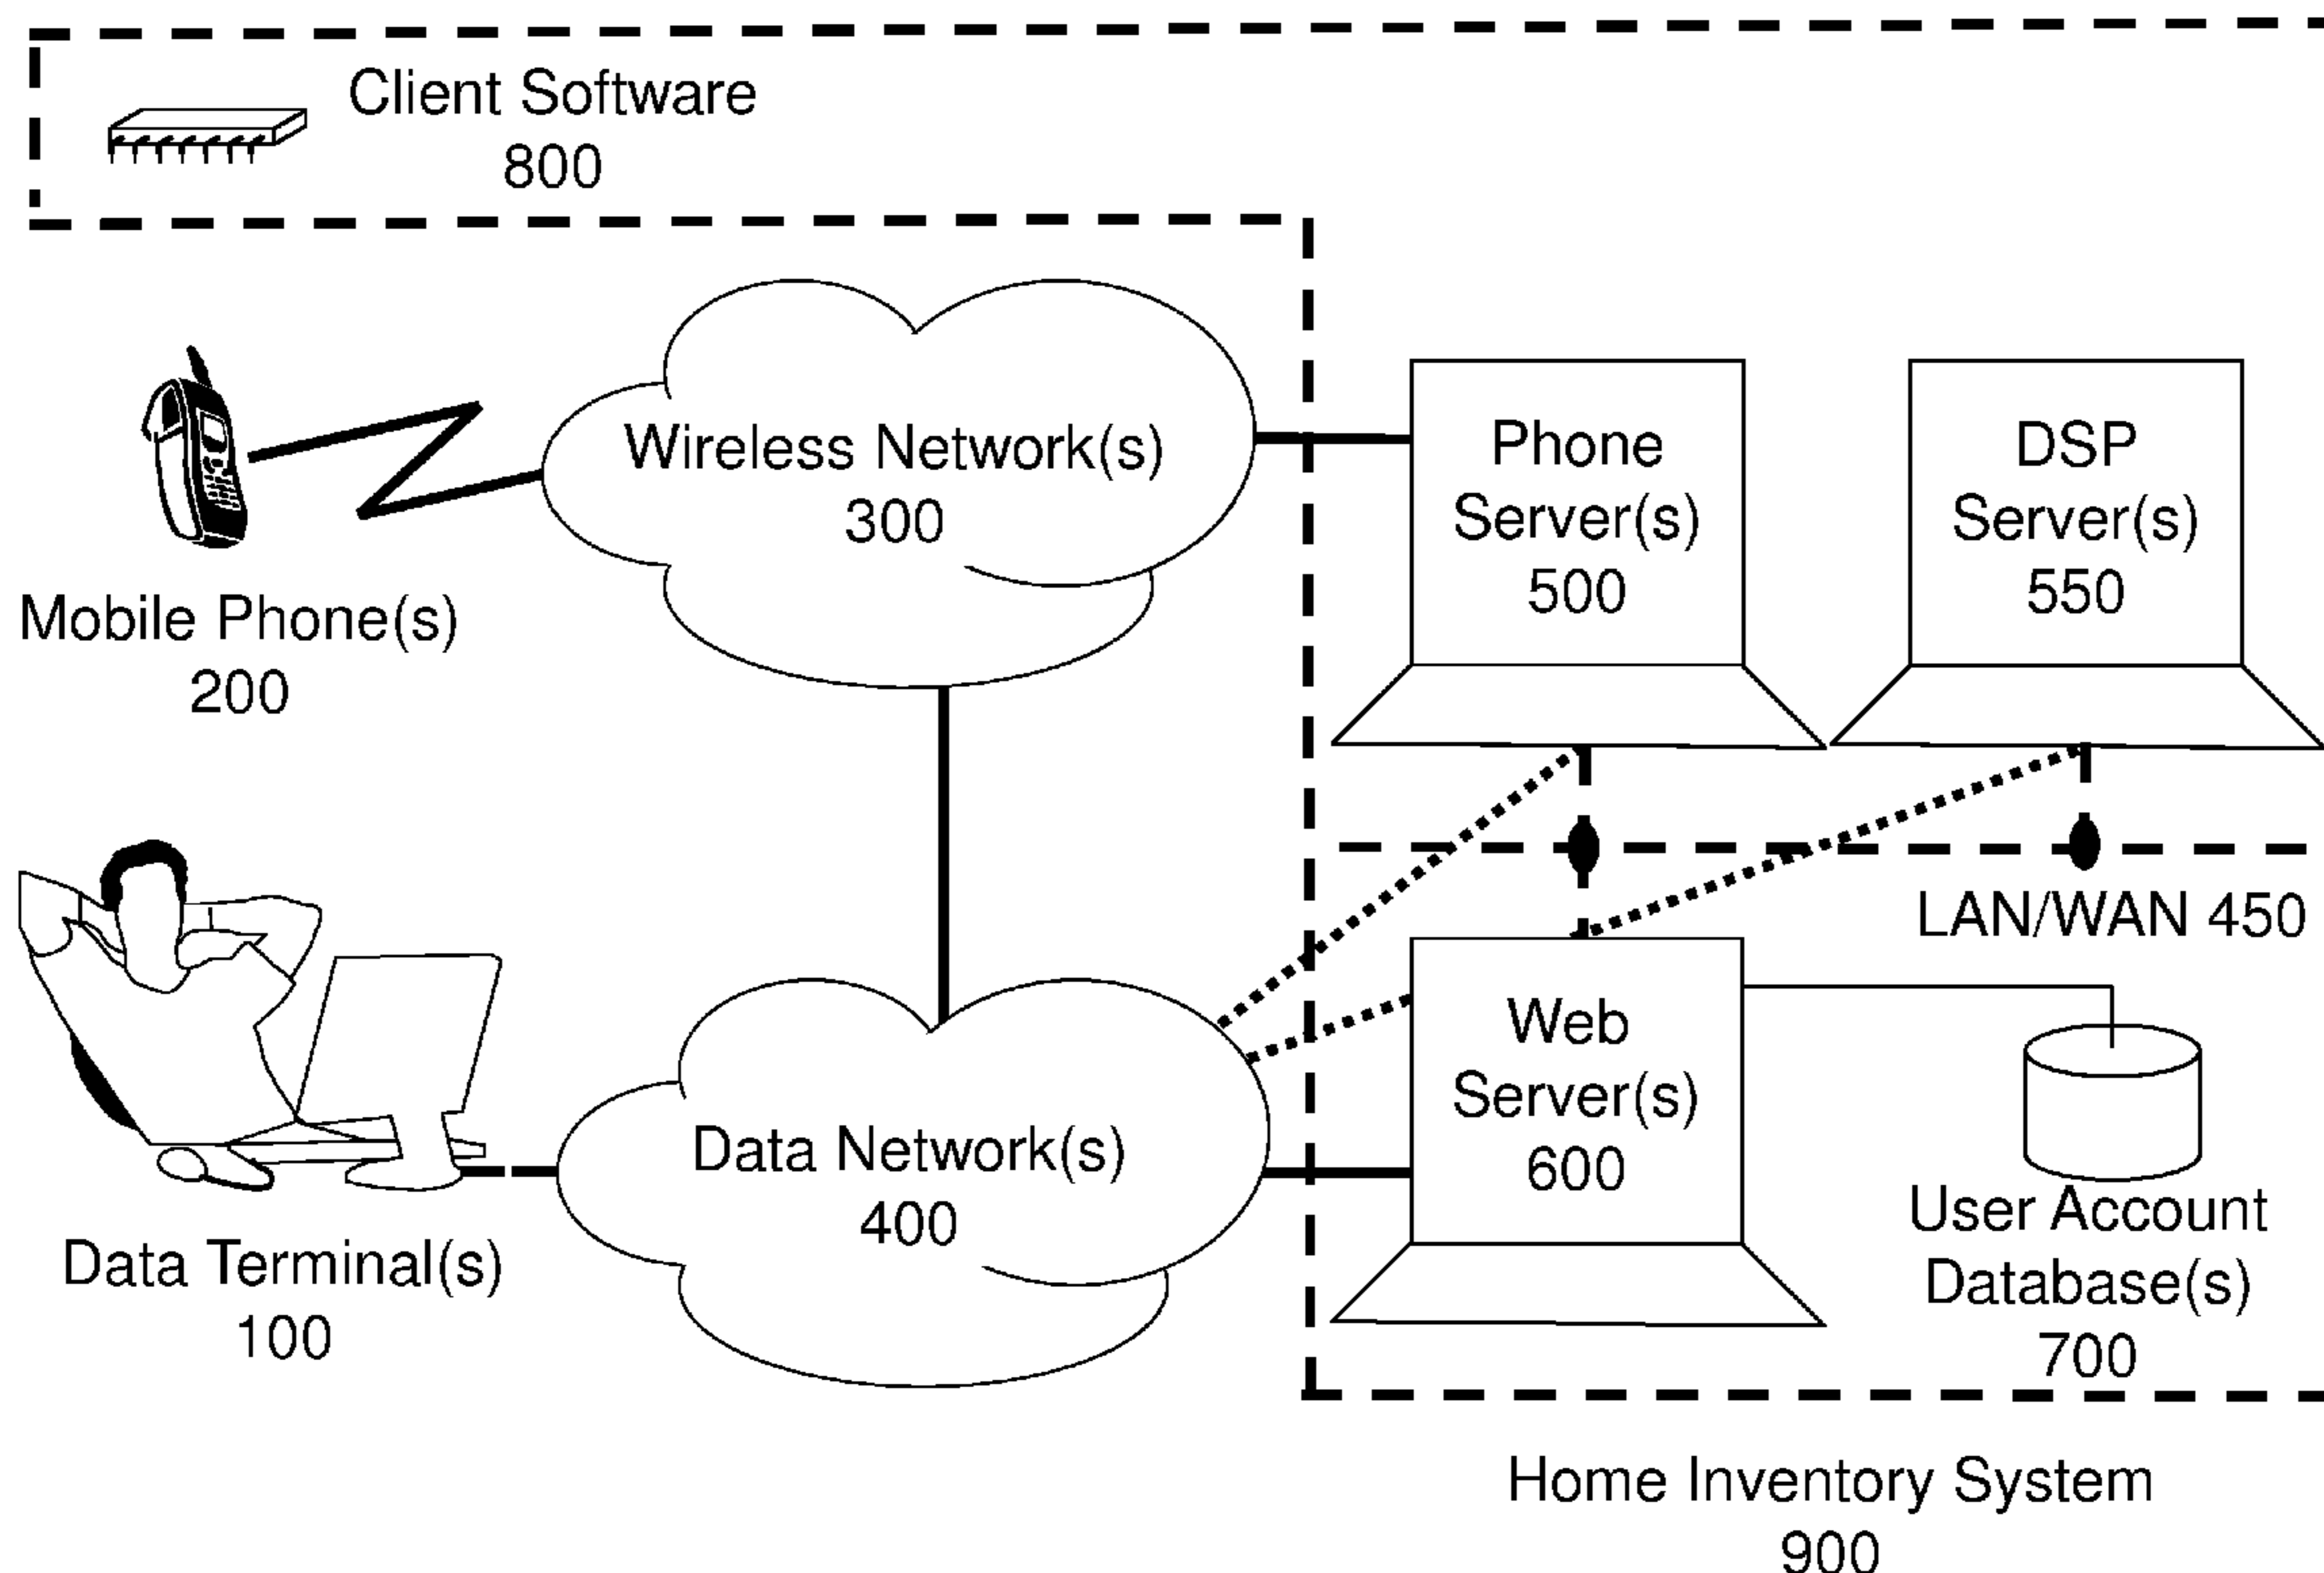 Client Software
800
Wireless Network(s)
300
Phone
Server(s)
500
DSP
Server(s)
550
Mobile Phone(s)
200
LAN/WAN 450
Web
Server(s)
600
Data Network(s)
400
User Account
Database(s)
700
Data Terminal(s)
100
Home Inventory System
900